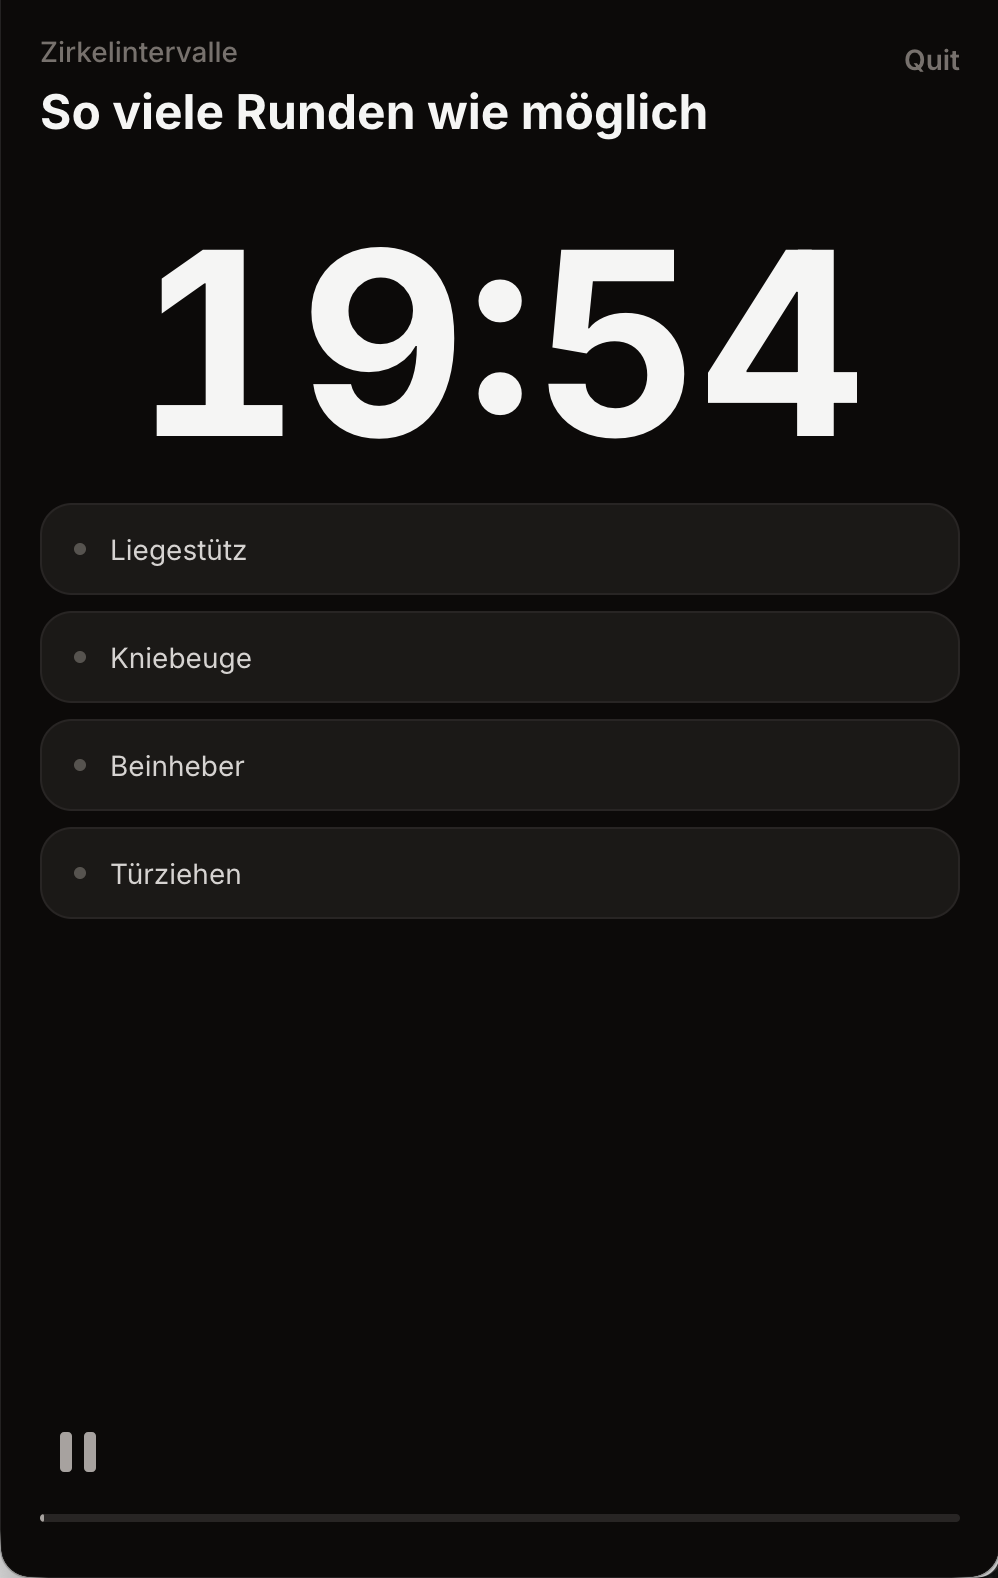 Zirkelintervalle
Quit
So viele Runden wie möglich
19:54
Liegestütz
Kniebeuge
Beinheber
Türziehen